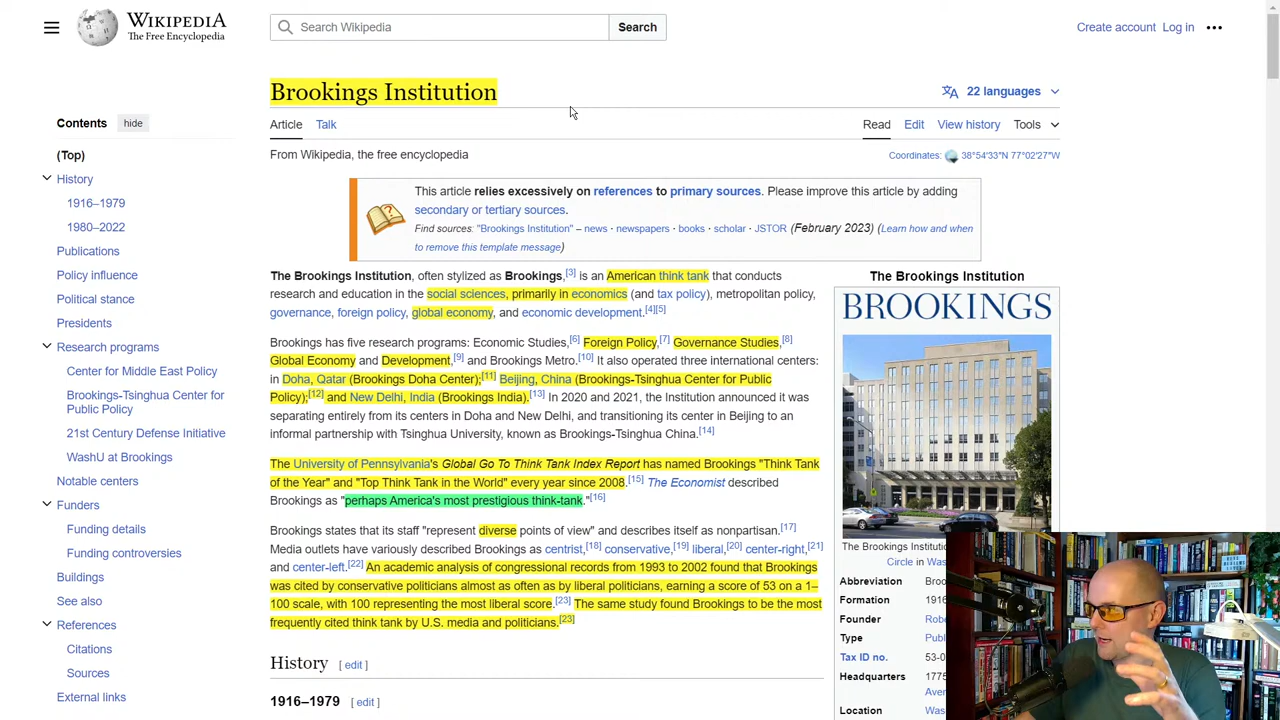 WIKIPEDIA
The Free Encyclopedia
Search Wikipedia
Search
Create account Log in
Contents hide
(Top)
History
1916–1979
1980–2022
Publications
Policy influence
Political stance
Presidents
Research programs
Center for Middle East Policy
Brookings-Tsinghua Center for
Public Policy
21st Century Defense Initiative
WashU at Brookings
Notable centers
Funders
Funding details
Funding controversies
Buildings
See also
References
Citations
Sources
External links
Brookings Institution
22 languages
Article Talk
Read Edit View history Tools
From Wikipedia, the free encyclopedia
Coordinates: 38°54′33″N 77°02′27″W
This article relies excessively on references to primary sources. Please improve this article by adding
secondary or tertiary sources.
Find sources: "Brookings Institution" – news · newspapers · books · scholar · JSTOR (February 2023) (Learn how and when
to remove this template message)
The Brookings Institution, often stylized as Brookings,[3] is an American think tank that conducts
research and education in the social sciences, primarily in economics (and tax policy), metropolitan policy,
governance, foreign policy, global economy, and economic development.[4][5]
Brookings has five research programs: Economic Studies,[6] Foreign Policy,[7] Governance Studies,[8]
Global Economy and Development,[9] and Brookings Metro.[10] It also operated three international centers:
in Doha, Qatar (Brookings Doha Center);[11] Beijing, China (Brookings-Tsinghua Center for Public
Policy);[12] and New Delhi, India (Brookings India).[13] In 2020 and 2021, the Institution announced it was
separating entirely from its centers in Doha and New Delhi, and transitioning its center in Beijing to an
informal partnership with Tsinghua University, known as Brookings-Tsinghua China.[14]
The University of Pennsylvania's Global Go To Think Tank Index Report has named Brookings "Think Tank
of the Year" and "Top Think Tank in the World" every year since 2008.[15] The Economist described
Brookings as "perhaps America's most prestigious think-tank."[16]
Brookings states that its staff "represent diverse points of view" and describes itself as nonpartisan.[17]
Media outlets have variously described Brookings as centrist,[18] conservative,[19] liberal,[20] center-right,[21]
and center-left.[22] An academic analysis of congressional records from 1993 to 2002 found that Brookings
was cited by conservative politicians almost as often as by liberal politicians, earning a score of 53 on a 1–
100 scale, with 100 representing the most liberal score.[23] The same study found Brookings to be the most
frequently cited think tank by U.S. media and politicians.[23]
History [ edit ]
1916–1979 [ edit ]
The Brookings Institution
BROOKINGS
The Brookings Institutio
Circle in Was
Abbreviation Broo
Formation 1916
Founder Robe
Type Publ
Tax ID no. 53-0
Headquarters 1775
Aven
Location Was